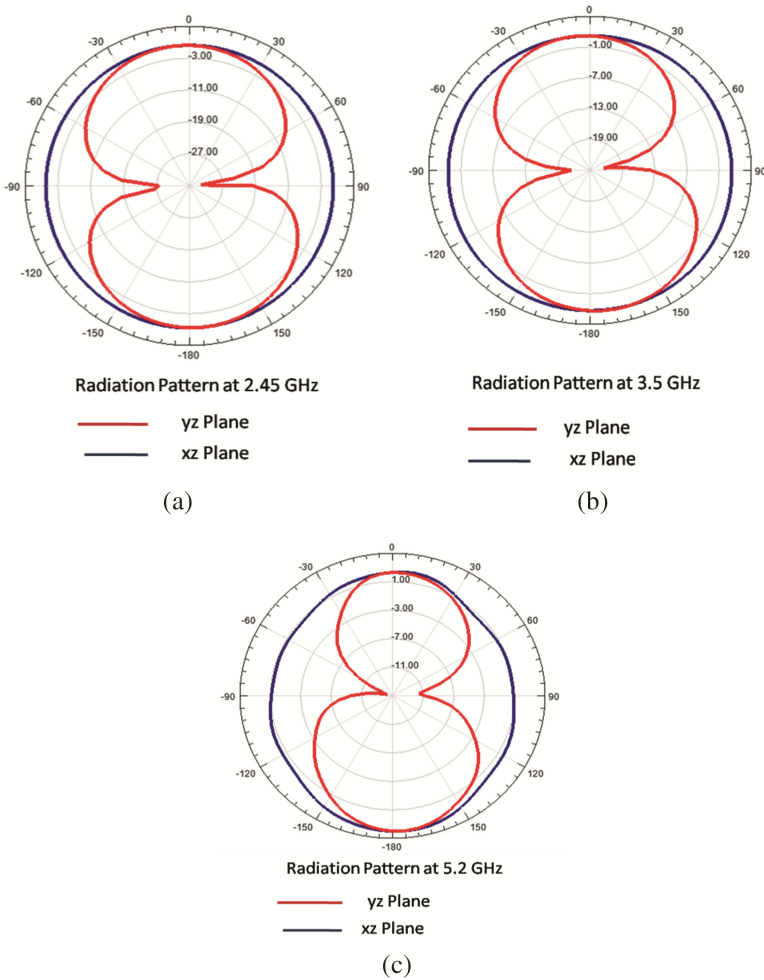 0
-30 30
-3.00
-60 60
-11.00
-19.00
-27.00
-90 90
-120 120
-150 150
-180
Radiation Pattern at 2.45 GHz
yz Plane
xz Plane
(a)
0
-30 30
-1.00
-60 60
-7.00
-13.00
-19.00
-90 90
-120 120
-150 150
-180
Radiation Pattern at 3.5 GHz
yz Plane
xz Plane
(b)
0
-30 30
1.00
-60 60
-3.00
-7.00
-11.00
-90 90
-120 120
-150 150
-180
Radiation Pattern at 5.2 GHz
yz Plane
xz Plane
(c)